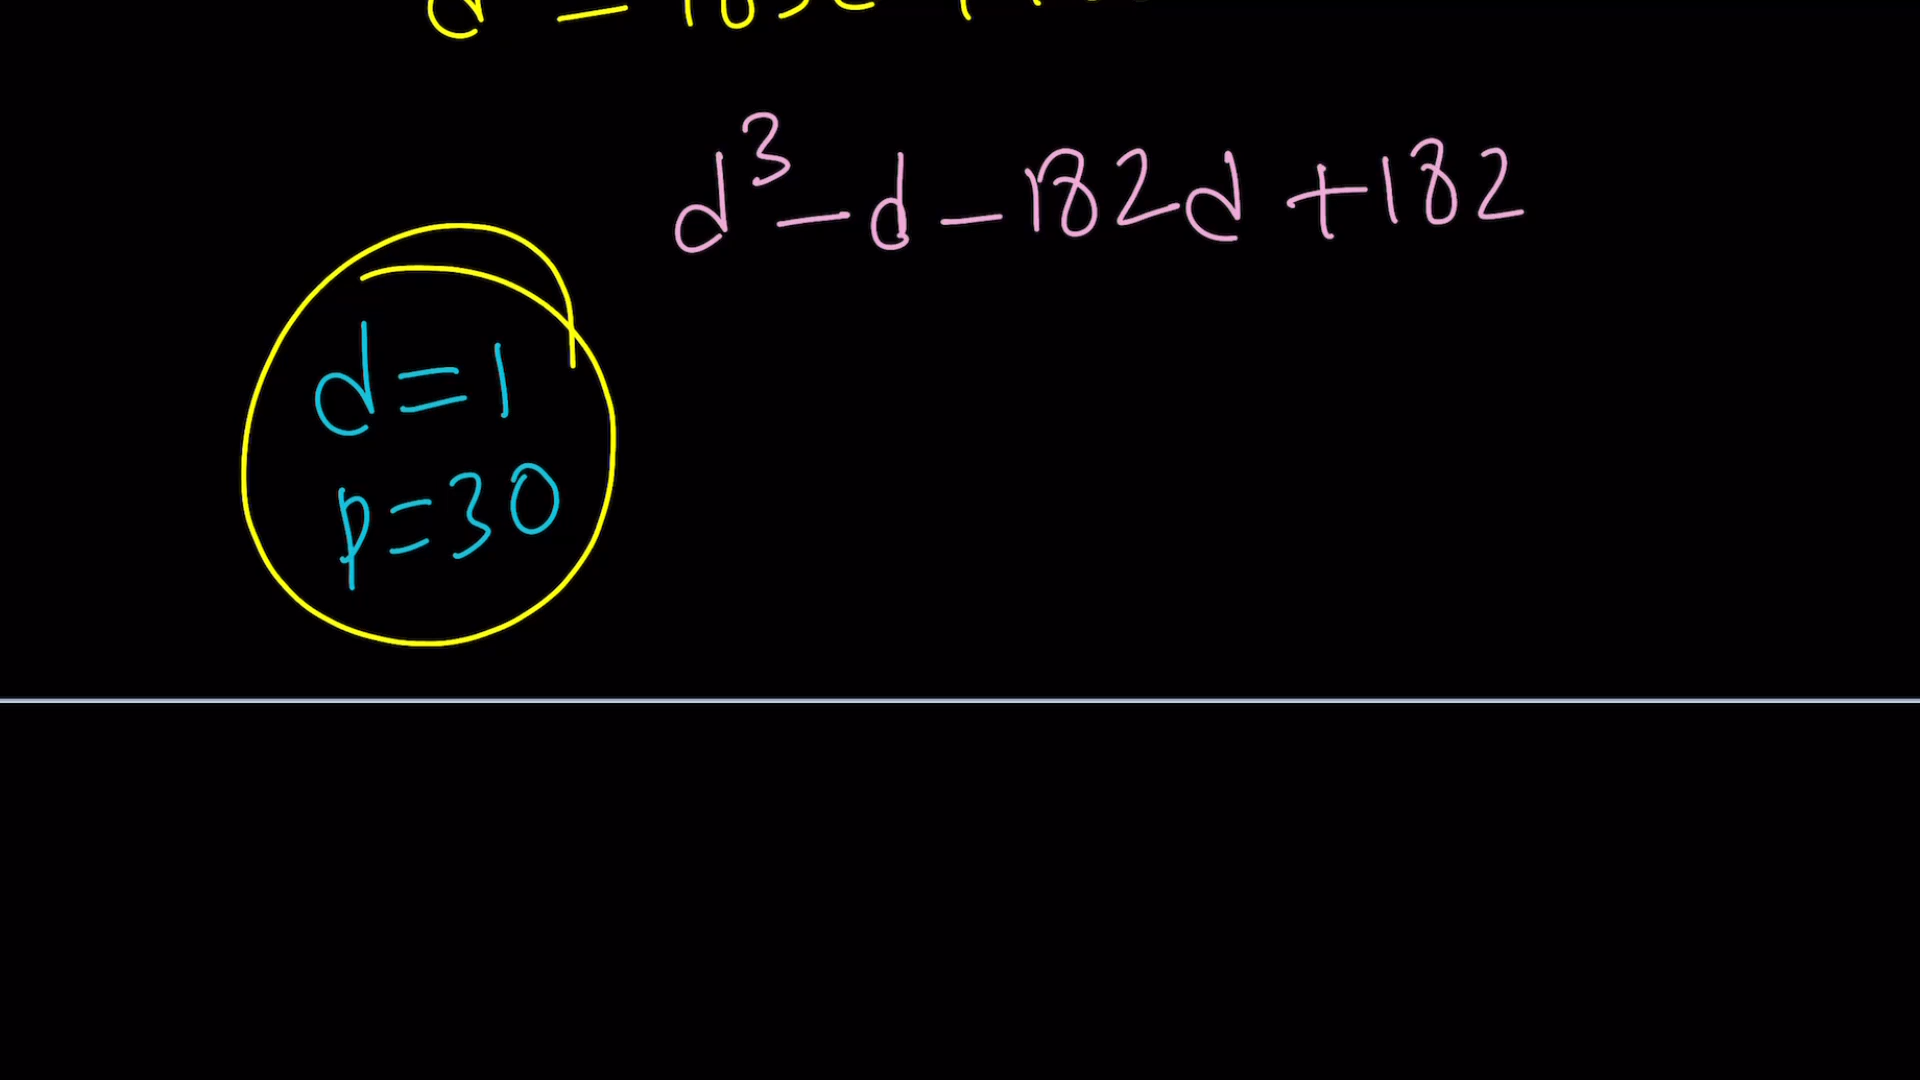 d³ - d - 182d + 182
d = 1
p = 30